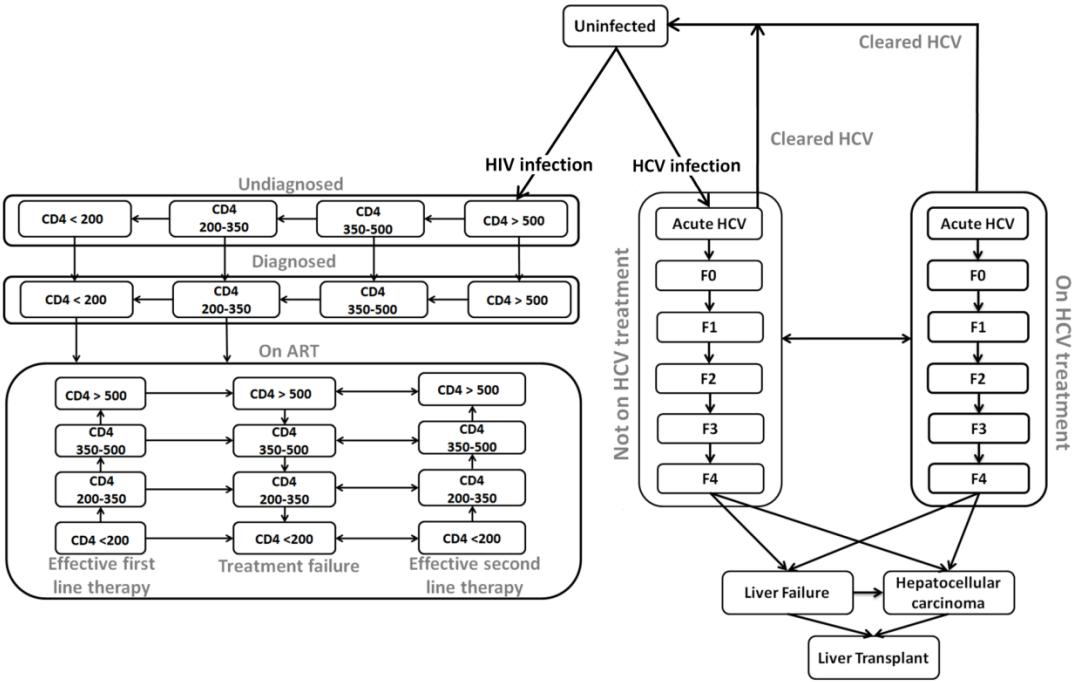 Uninfected
Cleared HCV
Cleared HCV
HIV infection
HCV infection
Undiagnosed
CD4 < 200
CD4
200-350
CD4
350-500
CD4 > 500
Diagnosed
CD4 < 200
CD4
200-350
CD4
350-500
CD4 > 500
On ART
CD4 > 500
CD4 > 500
CD4 > 500
CD4
350-500
CD4
350-500
CD4
350-500
CD4
200-350
CD4
200-350
CD4
200-350
CD4 <200
CD4 <200
CD4 <200
Effective first
line therapy
Treatment failure
Effective second
line therapy
Not on HCV treatment
Acute HCV
F0
F1
F2
F3
F4
Acute HCV
F0
F1
F2
F3
F4
On HCV treatment
Liver Failure
Hepatocellular
carcinoma
Liver Transplant